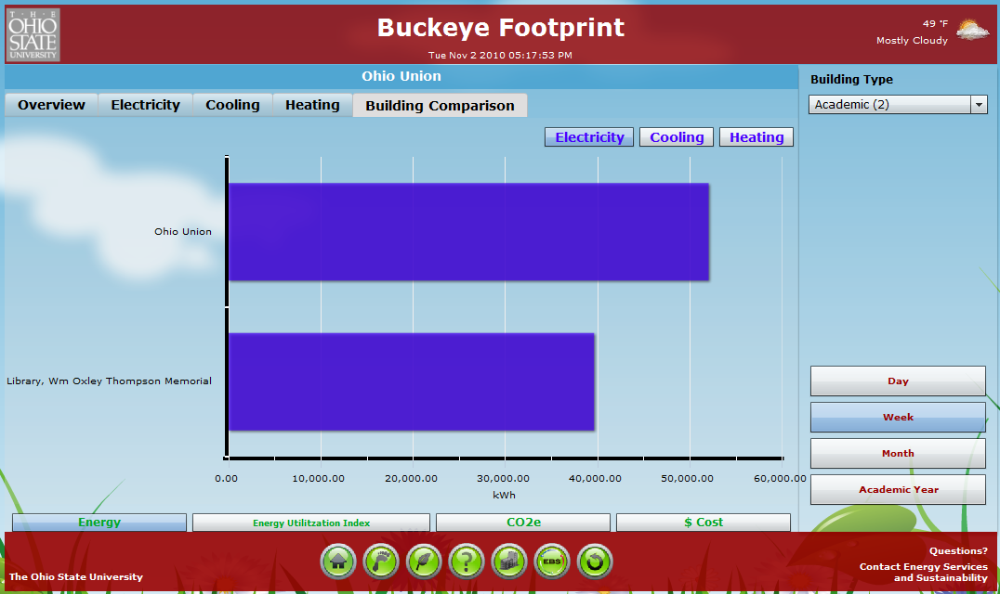 T · H · E
OHIO
STATE
UNIVERSITY
Buckeye Footprint
Tue Nov 2 2010 05:17:53 PM
49 °F
Mostly Cloudy
Ohio Union
Building Type
Academic (2)
Overview
Electricity
Cooling
Heating
Building Comparison
Electricity
Cooling
Heating
Ohio Union
Library, Wm Oxley Thompson Memorial
0.00
10,000.00
20,000.00
30,000.00
40,000.00
50,000.00
60,000.00
kWh
Day
Week
Month
Academic Year
Energy
Energy Utilitzation Index
CO2e
$ Cost
The Ohio State University
?
EBS
Questions?
Contact Energy Services
and Sustainability